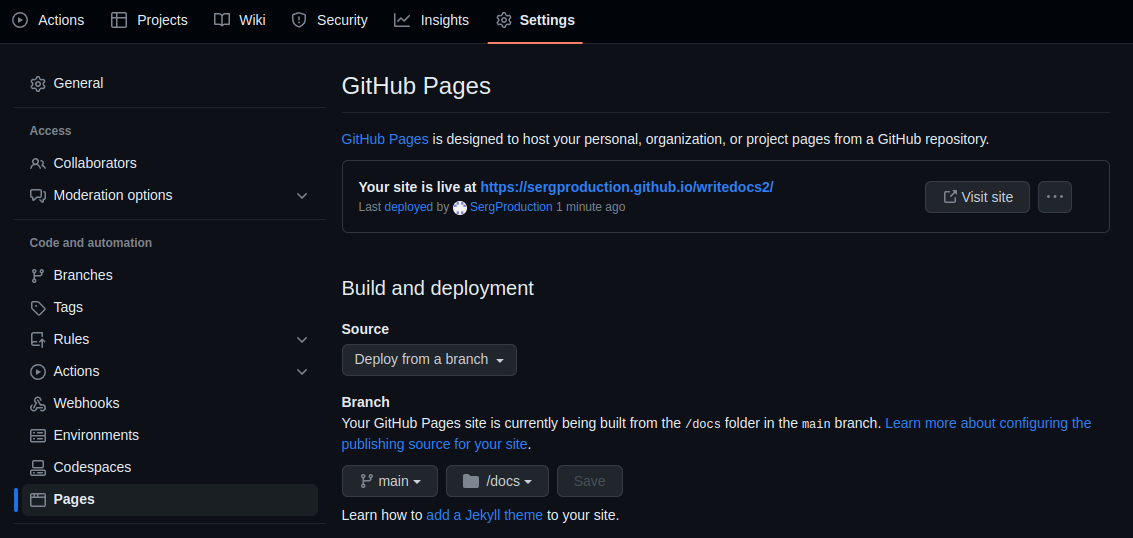 Actions Projects Wiki Security Insights Settings
General
Access
Collaborators
Moderation options
Code and automation
Branches
Tags
Rules
Actions
Webhooks
Environments
Codespaces
Pages
GitHub Pages
GitHub Pages is designed to host your personal, organization, or project pages from a GitHub repository.
Your site is live at https://sergproduction.github.io/writedocs2/
Last deployed by SergProduction 1 minute ago
Visit site
Build and deployment
Source
Deploy from a branch
Branch
Your GitHub Pages site is currently being built from the /docs folder in the main branch. Learn more about configuring the
publishing source for your site.
main /docs Save
Learn how to add a Jekyll theme to your site.